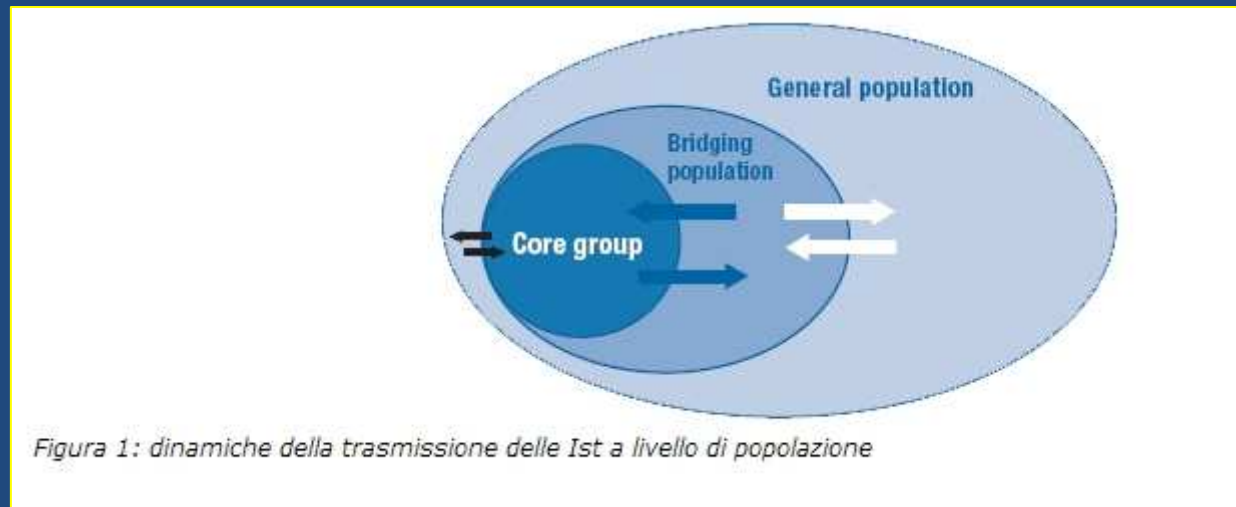 General population
Bridging
population
Core group
Figura 1: dinamiche della trasmissione delle Ist a livello di popolazione